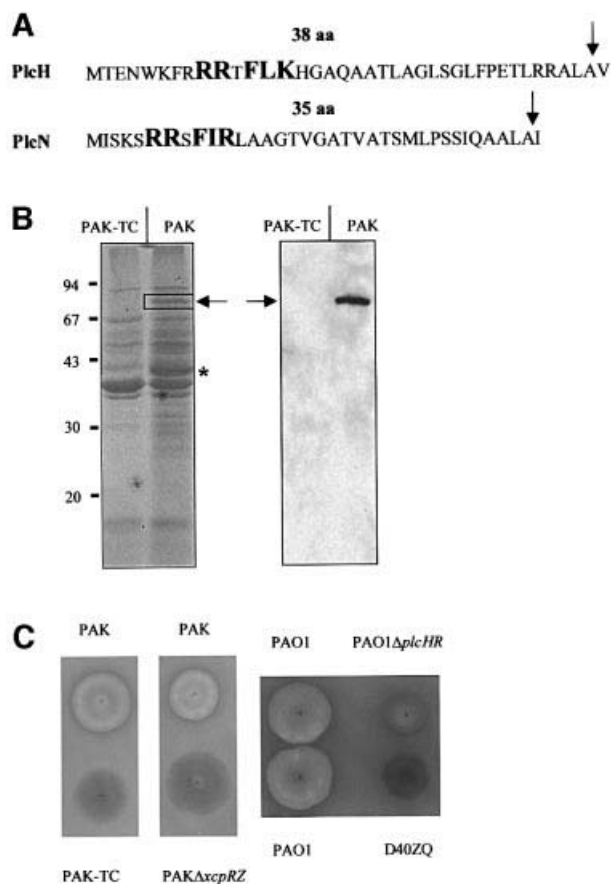 A
38 aa
PlcH MTENWKFRRRTFLKHGAQAATLAGLSGLFPETLRRALAV
35 aa
PlcN MISKSRRSFIRLAAGTVGATVATSMLPSSIQAALAI
B
PAK-TC PAK PAK-TC PAK
94
67
43
*
30
20
C
PAK PAK PAO1 PAO1ΔplcHR
PAO1 D40ZQ
PAK-TC PAKΔxcpRZ